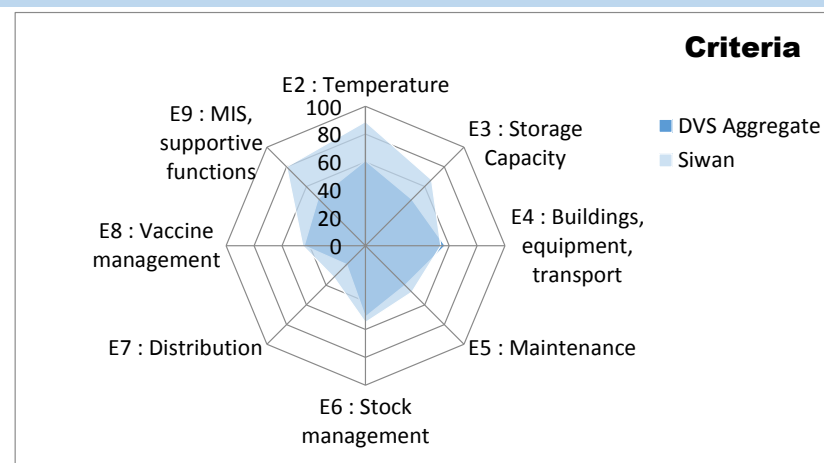 Criteria
E2 : Temperature
100
80
60
40
20
0
E3 : Storage
Capacity
E4 : Buildings,
equipment,
transport
E5 : Maintenance
E6 : Stock
management
E7 : Distribution
E8 : Vaccine
management
E9 : MIS,
supportive
functions
DVS Aggregate
Siwan